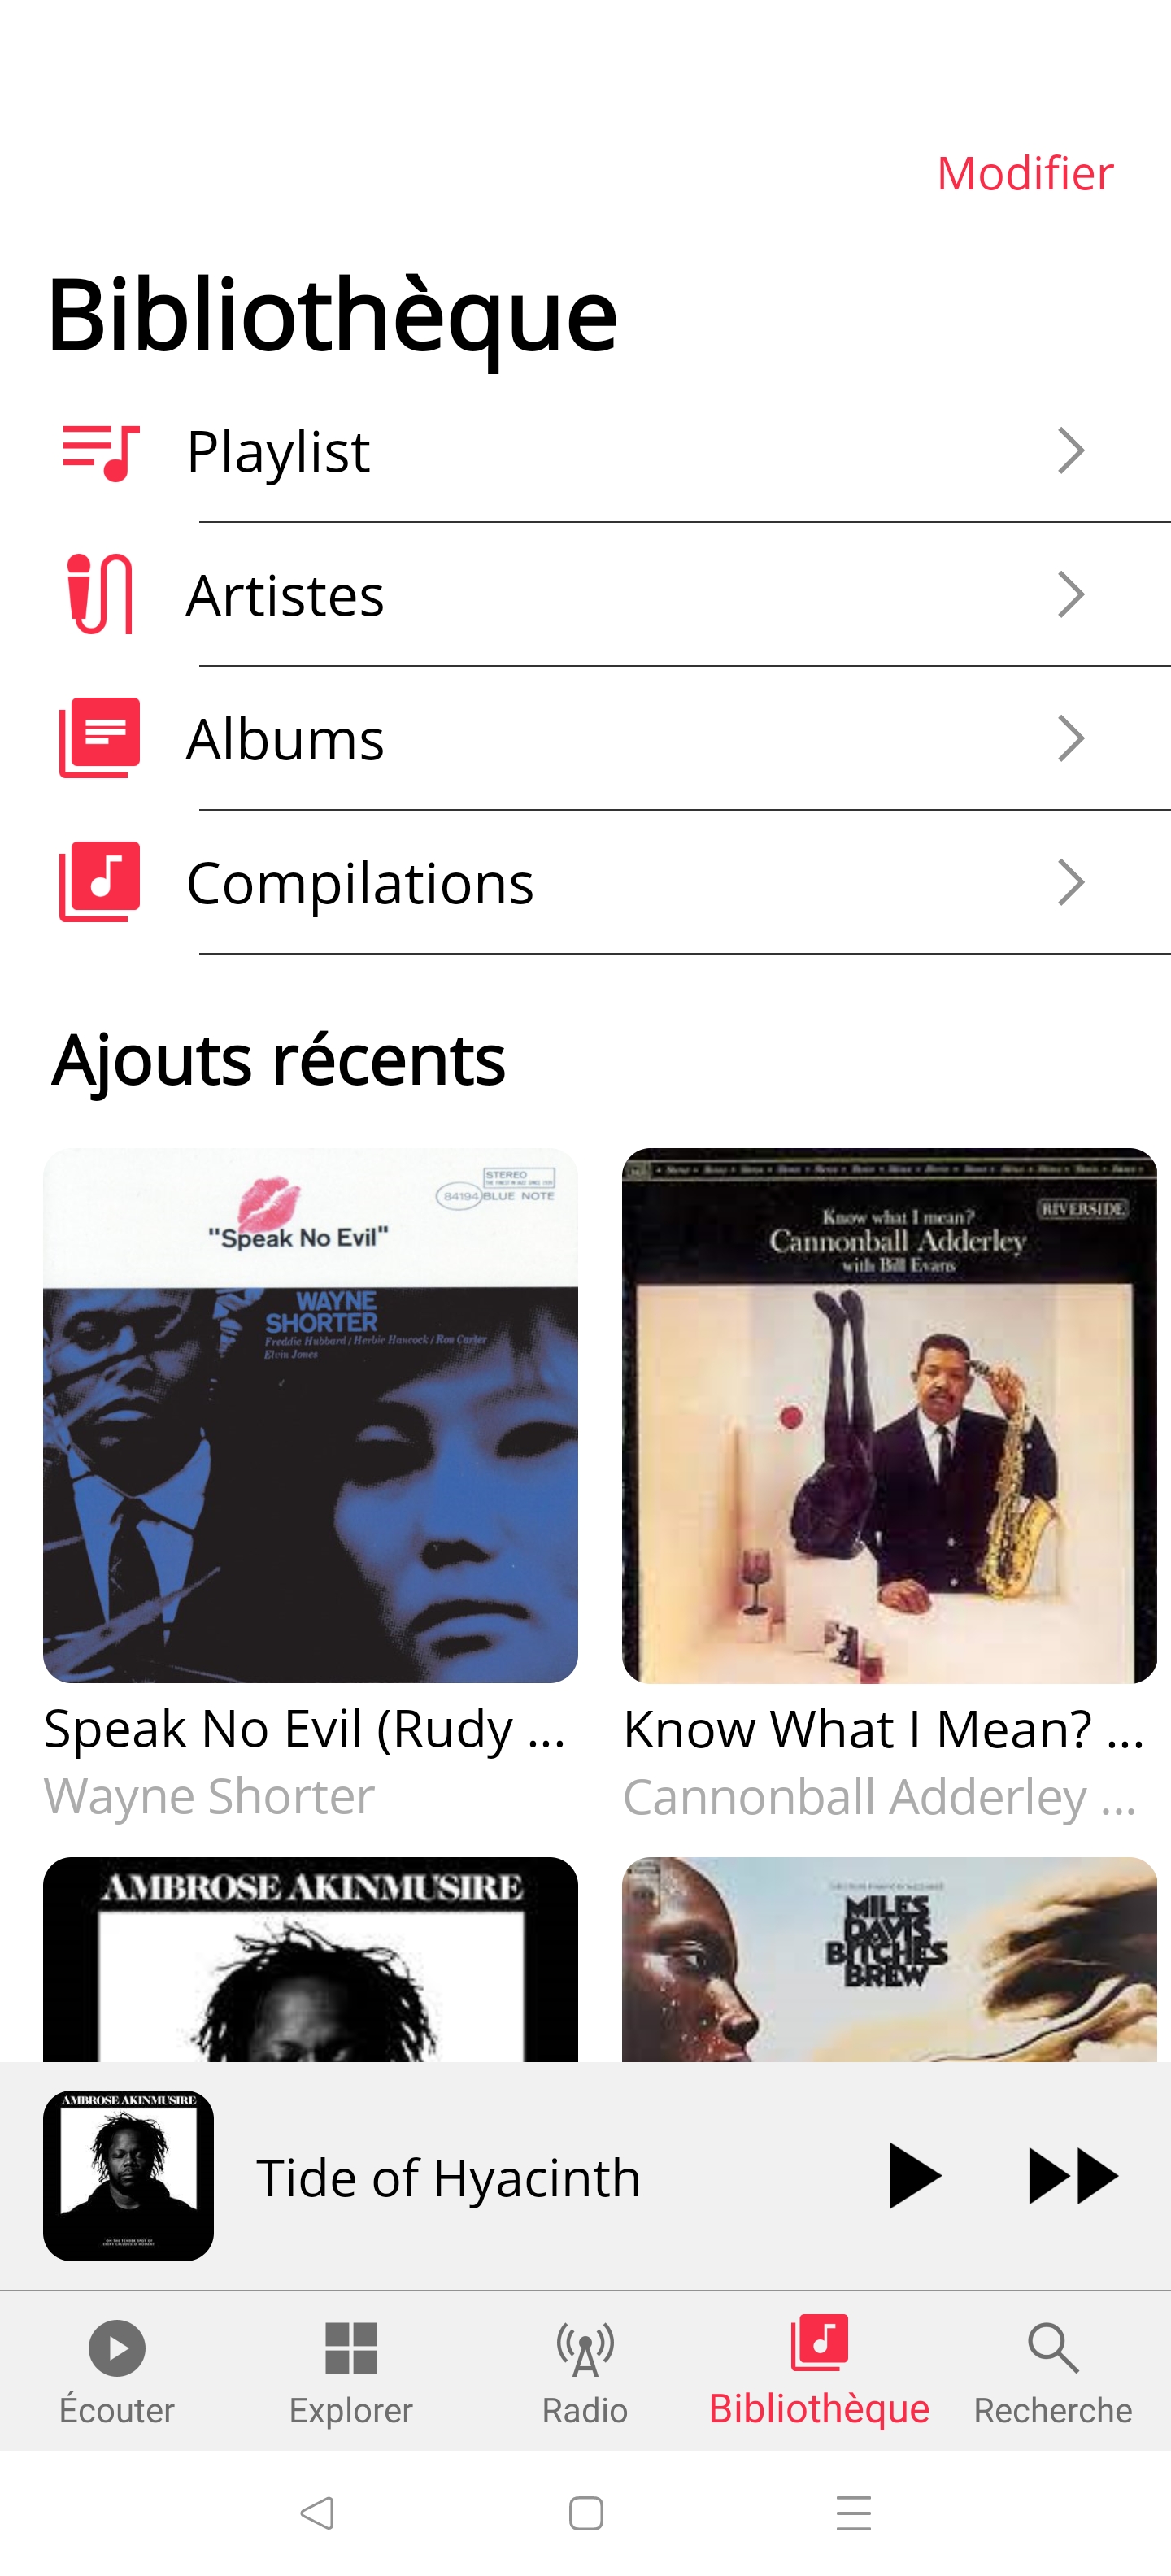 Modifier
Bibliothèque
Playlist
Artistes
Albums
Compilations
Ajouts récents
STEREO
84194 BLUE NOTE
"Speak No Evil"
WAYNE
SHORTER
Freddie Hubbard / Herbie Hancock / Ron Carter
Elvin Jones
RIVERSIDE
Know what I mean?
Cannonball Adderley
with Bill Evans
Speak No Evil (Rudy ...
Wayne Shorter
Know What I Mean? ...
Cannonball Adderley ...
AMBROSE AKINMUSIRE
MILES
DAVIS
BITCHES
BREW
AMBROSE AKINMUSIRE
Tide of Hyacinth
Écouter
Explorer
Radio
Bibliothèque
Recherche